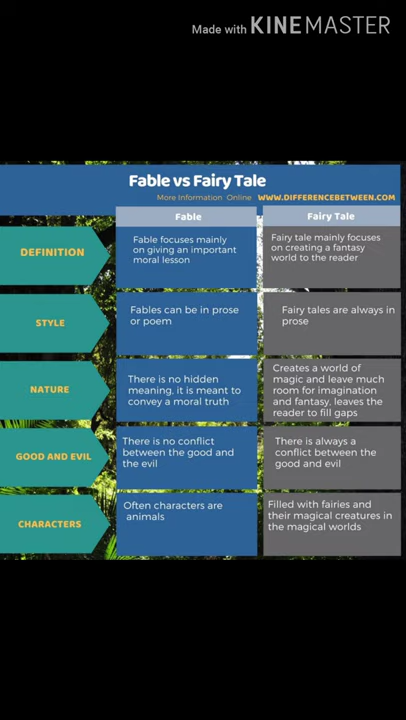 Made with KINEMASTER
Fable vs Fairy Tale
More Information Online WWW.DIFFERENCEBETWEEN.COM
Fable
Fairy Tale
DEFINITION
Fable focuses mainly
on giving an important
moral lesson
Fairy tale mainly focuses
on creating a fantasy
world to the reader
STYLE
Fables can be in prose
or poem
Fairy tales are always in
prose
NATURE
There is no hidden
meaning, it is meant to
convey a moral truth
Creates a world of
magic and leave much
room for imagination
and fantasy, leaves the
reader to fill gaps
GOOD AND EVIL
There is no conflict
between the good and
the evil
There is always a
conflict between the
good and evil
CHARACTERS
Often characters are
animals
Filled with fairies and
their magical creatures in
the magical worlds